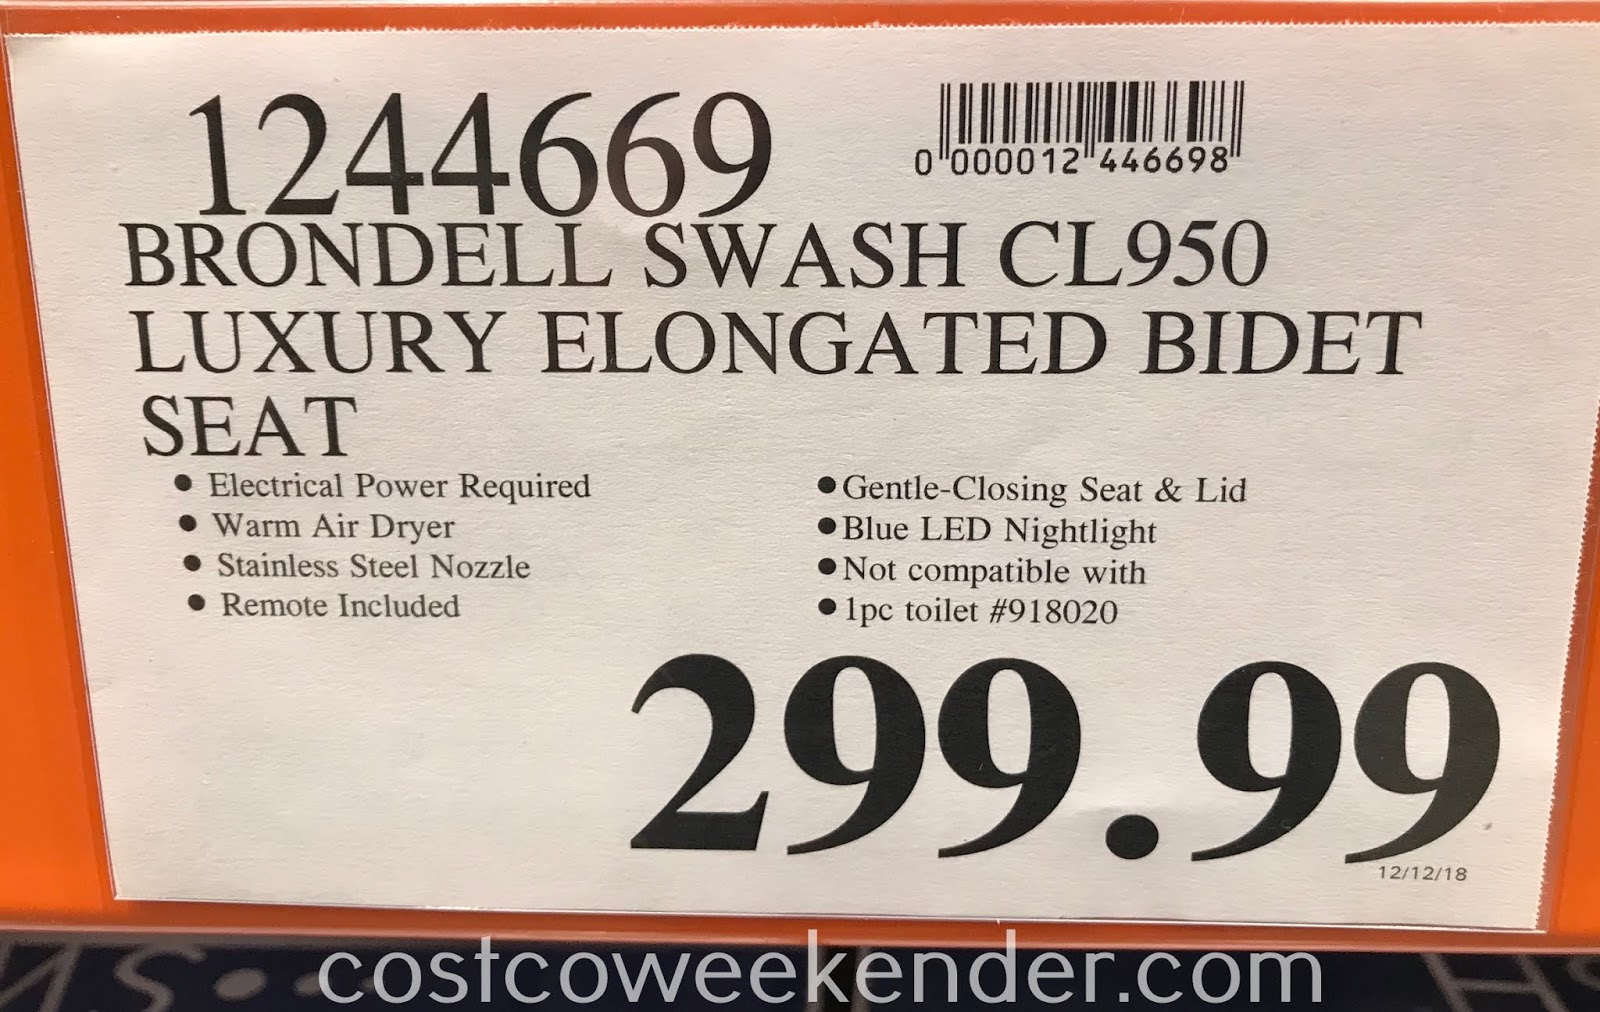 1244669
0 000012 446698
BRONDELL SWASH CL950
LUXURY ELONGATED BIDET
SEAT
• Electrical Power Required
• Warm Air Dryer
• Stainless Steel Nozzle
• Remote Included
• Gentle-Closing Seat & Lid
• Blue LED Nightlight
• Not compatible with
• 1pc toilet #918020
299.99
12/12/18
costcoweekender.com